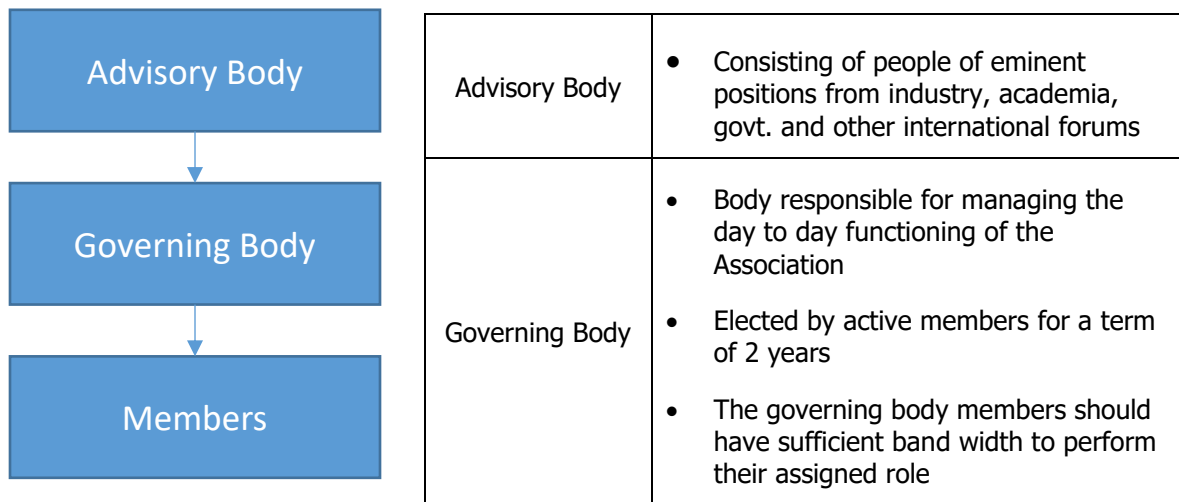 Advisory Body
Governing Body
Members
Advisory Body
• Consisting of people of eminent
positions from industry, academia,
govt. and other international forums
Governing Body
• Body responsible for managing the
day to day functioning of the
Association
• Elected by active members for a term
of 2 years
• The governing body members should
have sufficient band width to perform
their assigned role